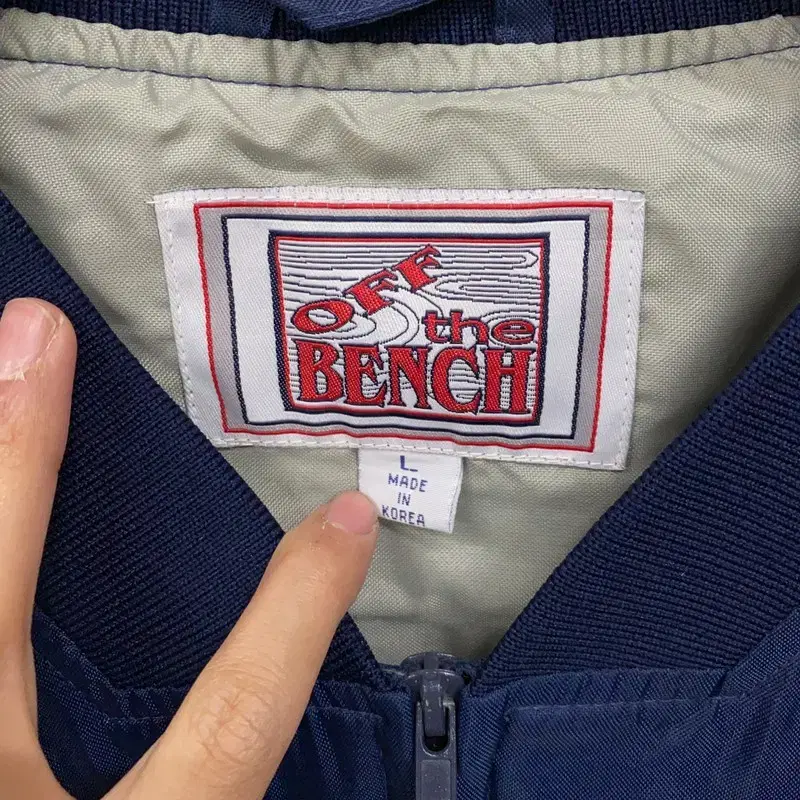 OFF
the
BENCH
L
MADE
IN
KOREA